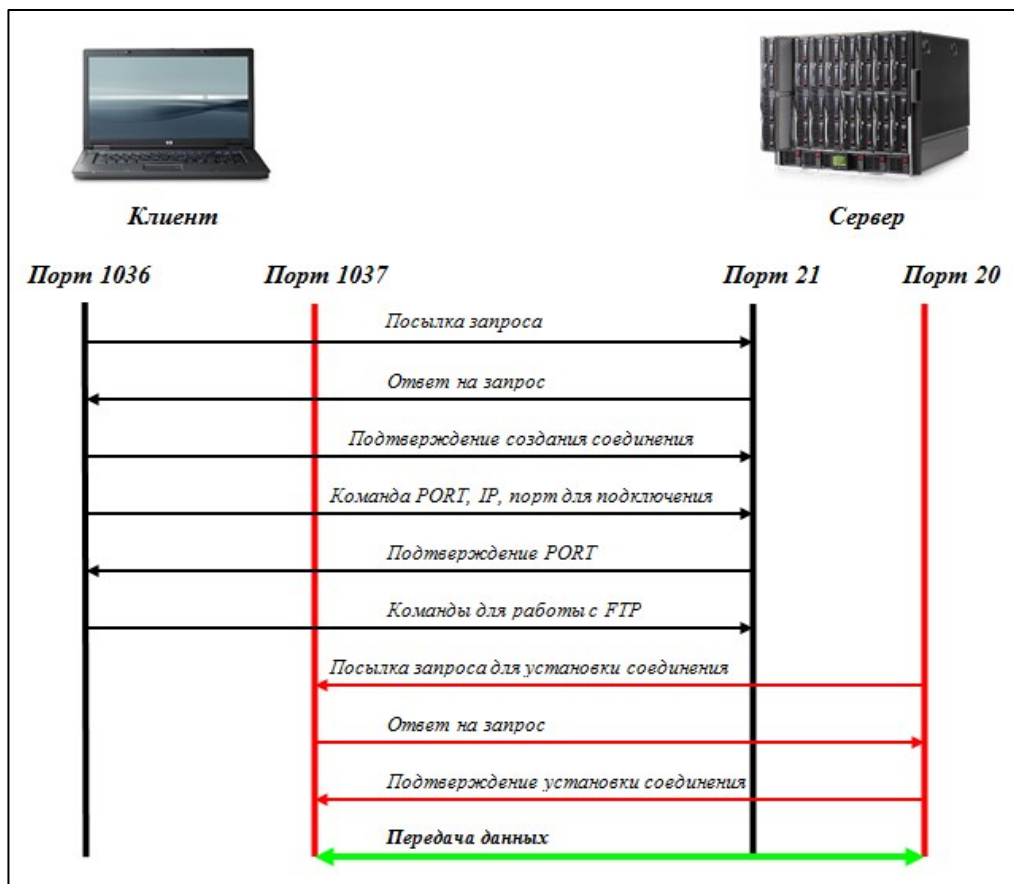 Клиент
Сервер
Порт 1036
Порт 1037
Порт 21
Порт 20
Посылка запроса
Ответ на запрос
Подтверждение создания соединения
Команда PORT, IP, порт для подключения
Подтверждение PORT
Команды для работы с FTP
Посылка запроса для установки соединения
Ответ на запрос
Подтверждение установки соединения
Передача данных